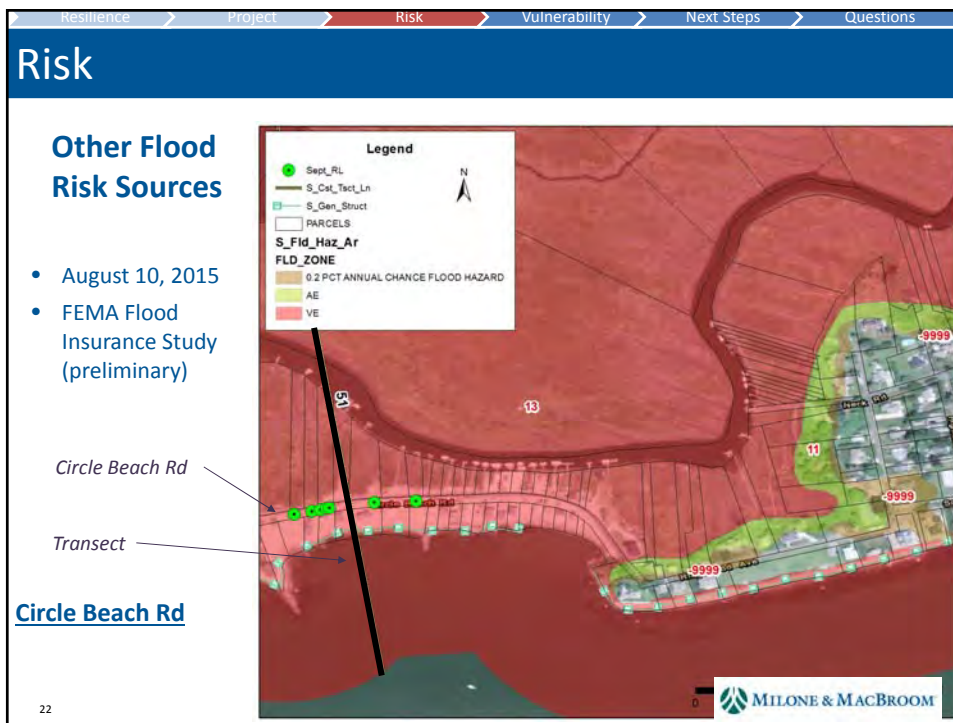 Resilience
Project
Risk
Vulnerability
Next Steps
Questions
Risk
Other Flood
Risk Sources
• August 10, 2015
• FEMA Flood
Insurance Study
(preliminary)
Circle Beach Rd
Transect
Circle Beach Rd
Legend
Sept_RL
S_Cst_Tsct_Ln
S_Gen_Struct
PARCELS
S_Fld_Haz_Ar
FLD_ZONE
0.2 PCT ANNUAL CHANCE FLOOD HAZARD
AE
VE
N
51
13
-9999
11
-9999
-9999
0
MILONE & MACBROOM
22